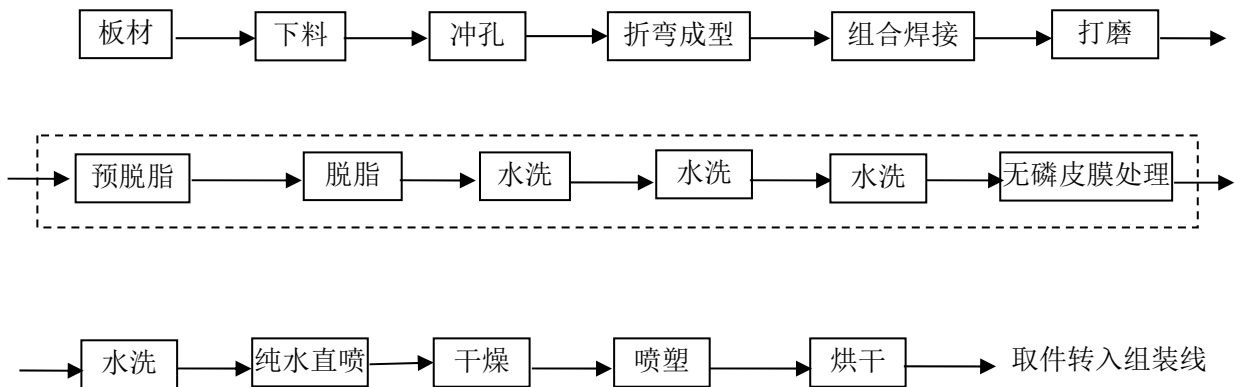 板材 下料 冲孔 折弯成型 组合焊接 打磨
预脱脂 脱脂 水洗 水洗 水洗 无磷皮膜处理
水洗 纯水直喷 干燥 喷塑 烘干 取件转入组装线